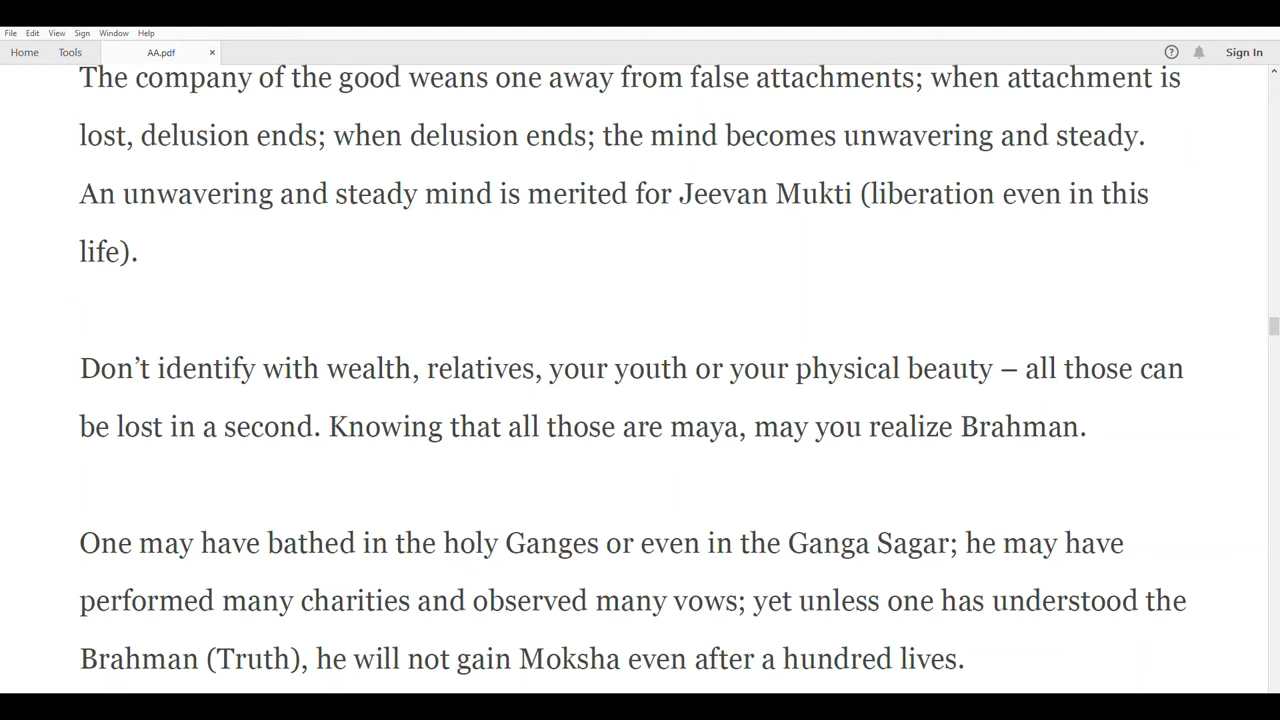 File Edit View Sign Window Help
Home Tools AA.pdf × ? Sign In
The company of the good weans one away from false attachments; when attachment is
lost, delusion ends; when delusion ends; the mind becomes unwavering and steady.
An unwavering and steady mind is merited for Jeevan Mukti (liberation even in this
life).
Don’t identify with wealth, relatives, your youth or your physical beauty – all those can
be lost in a second. Knowing that all those are maya, may you realize Brahman.
One may have bathed in the holy Ganges or even in the Ganga Sagar; he may have
performed many charities and observed many vows; yet unless one has understood the
Brahman (Truth), he will not gain Moksha even after a hundred lives.